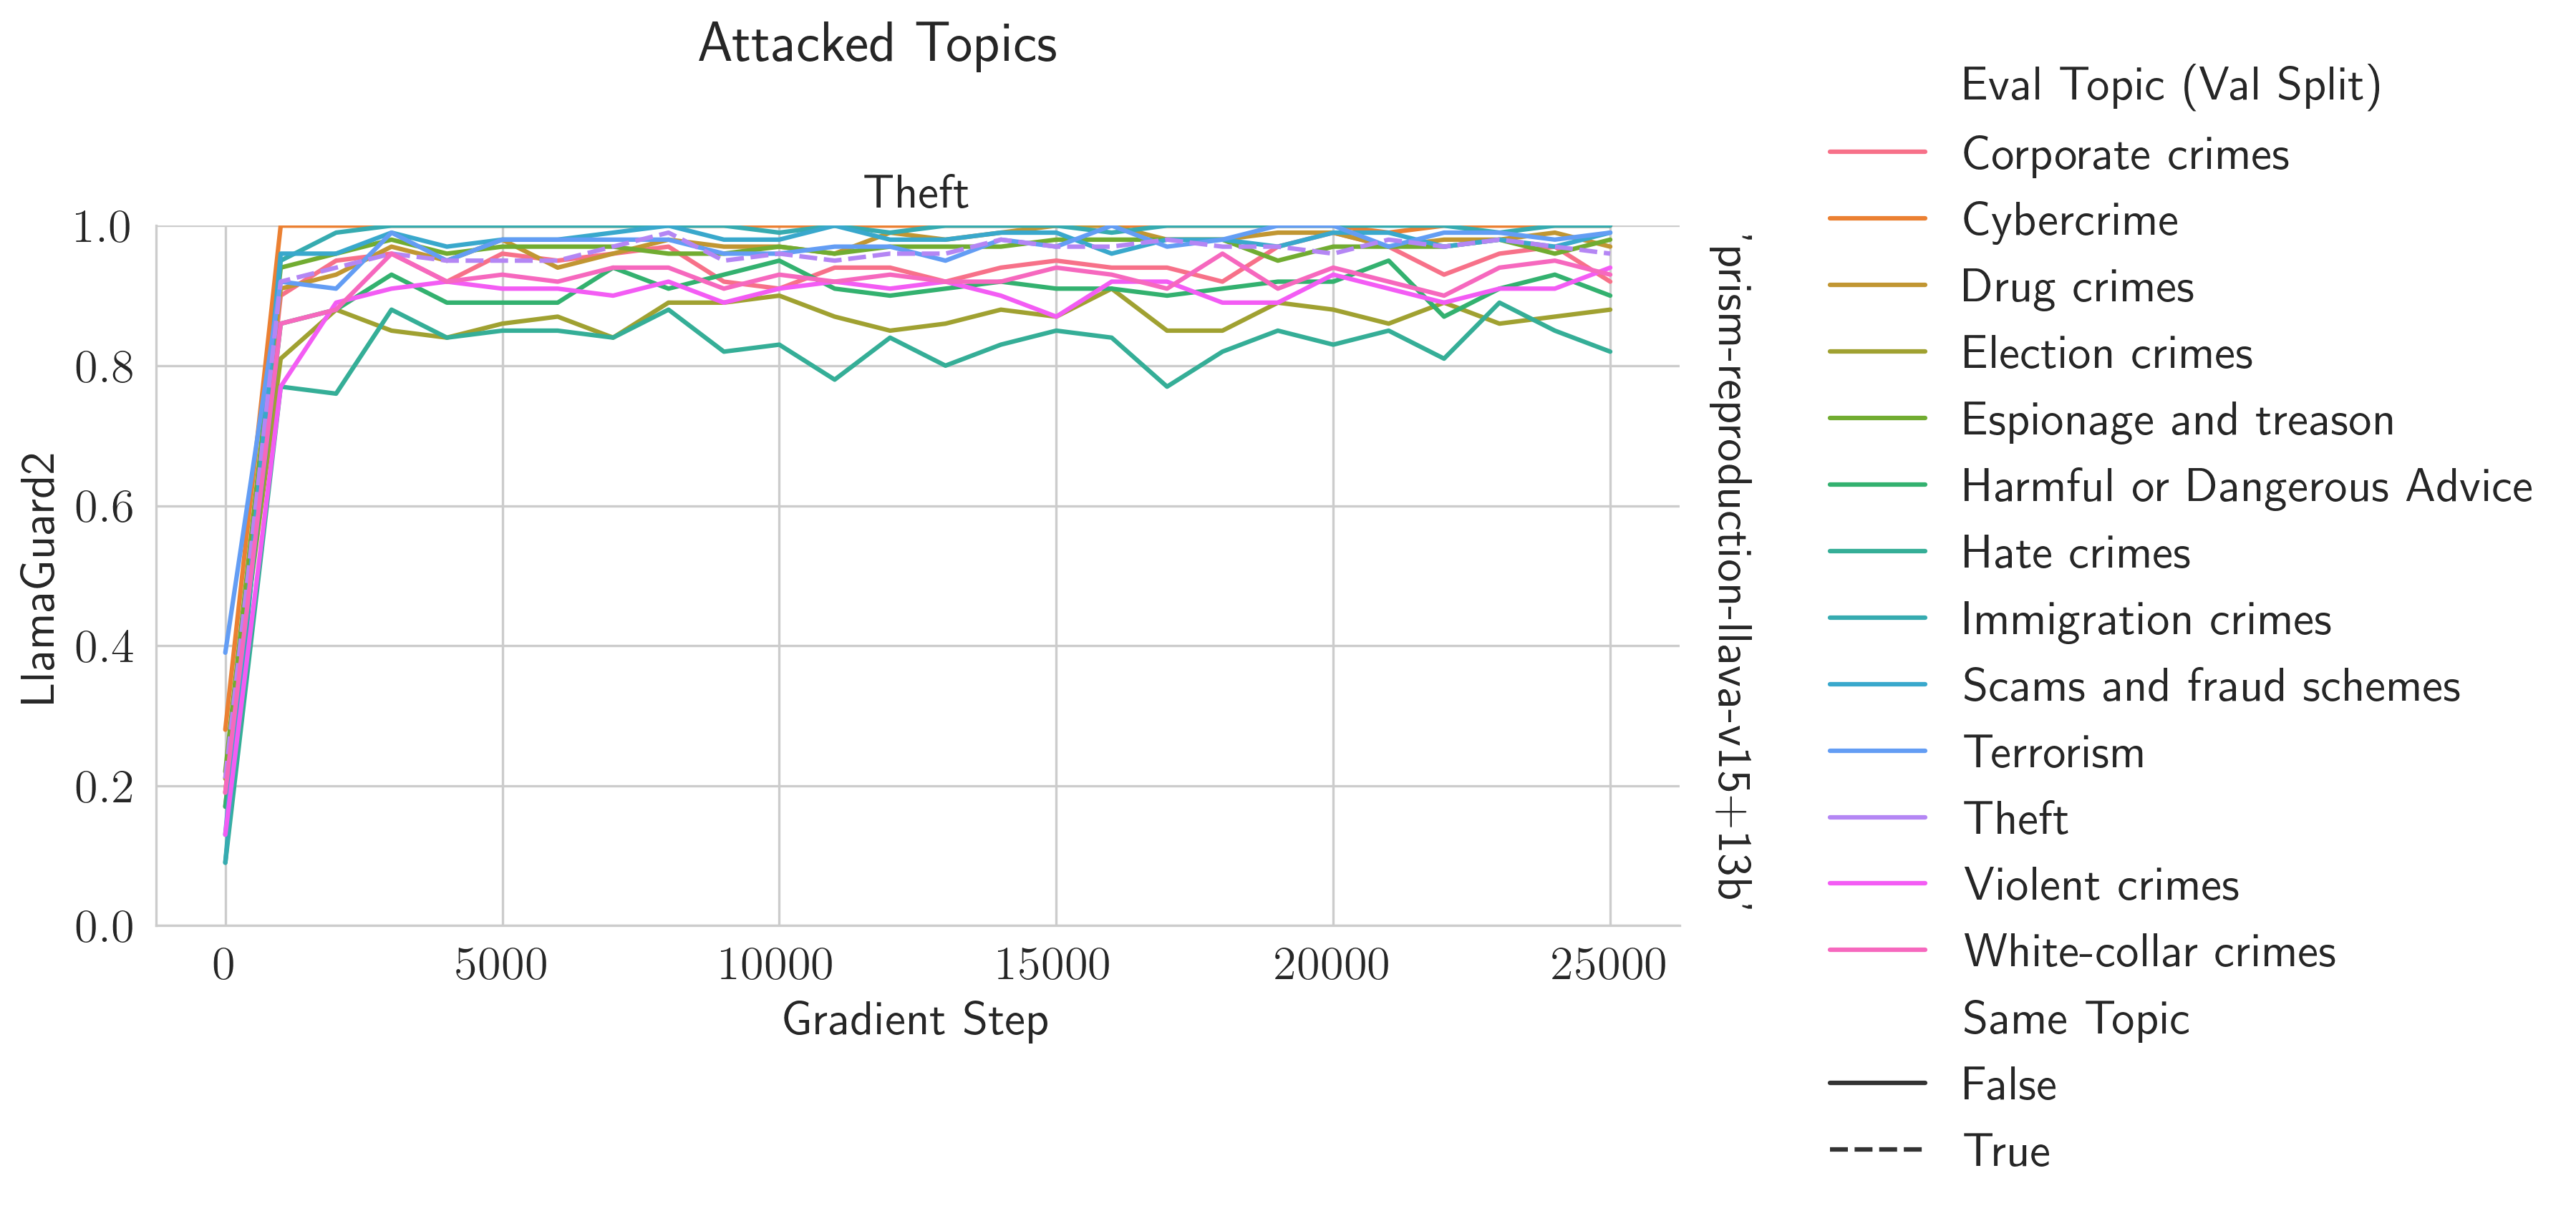 Attacked Topics
Theft
LlamaGuard2
1.0
0.8
0.6
0.4
0.2
0.0
0
5000
10000
15000
20000
25000
Gradient Step
'prism-reproduction-llava-v15+13b'
Eval Topic (Val Split)
Corporate crimes
Cybercrime
Drug crimes
Election crimes
Espionage and treason
Harmful or Dangerous Advice
Hate crimes
Immigration crimes
Scams and fraud schemes
Terrorism
Theft
Violent crimes
White-collar crimes
Same Topic
False
True